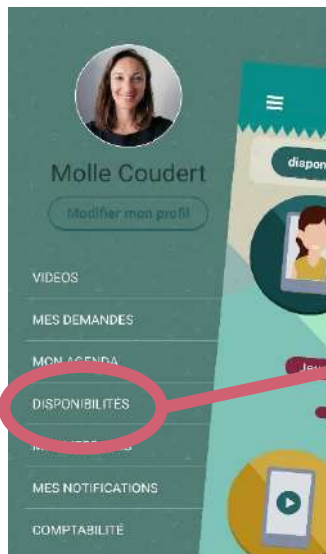 Molle Coudert
Modifier mon profil
VIDEOS
MES DEMANDES
MON AGENDA
DISPONIBILITÉS
MES NOTIFICATIONS
COMPTABILITÉ